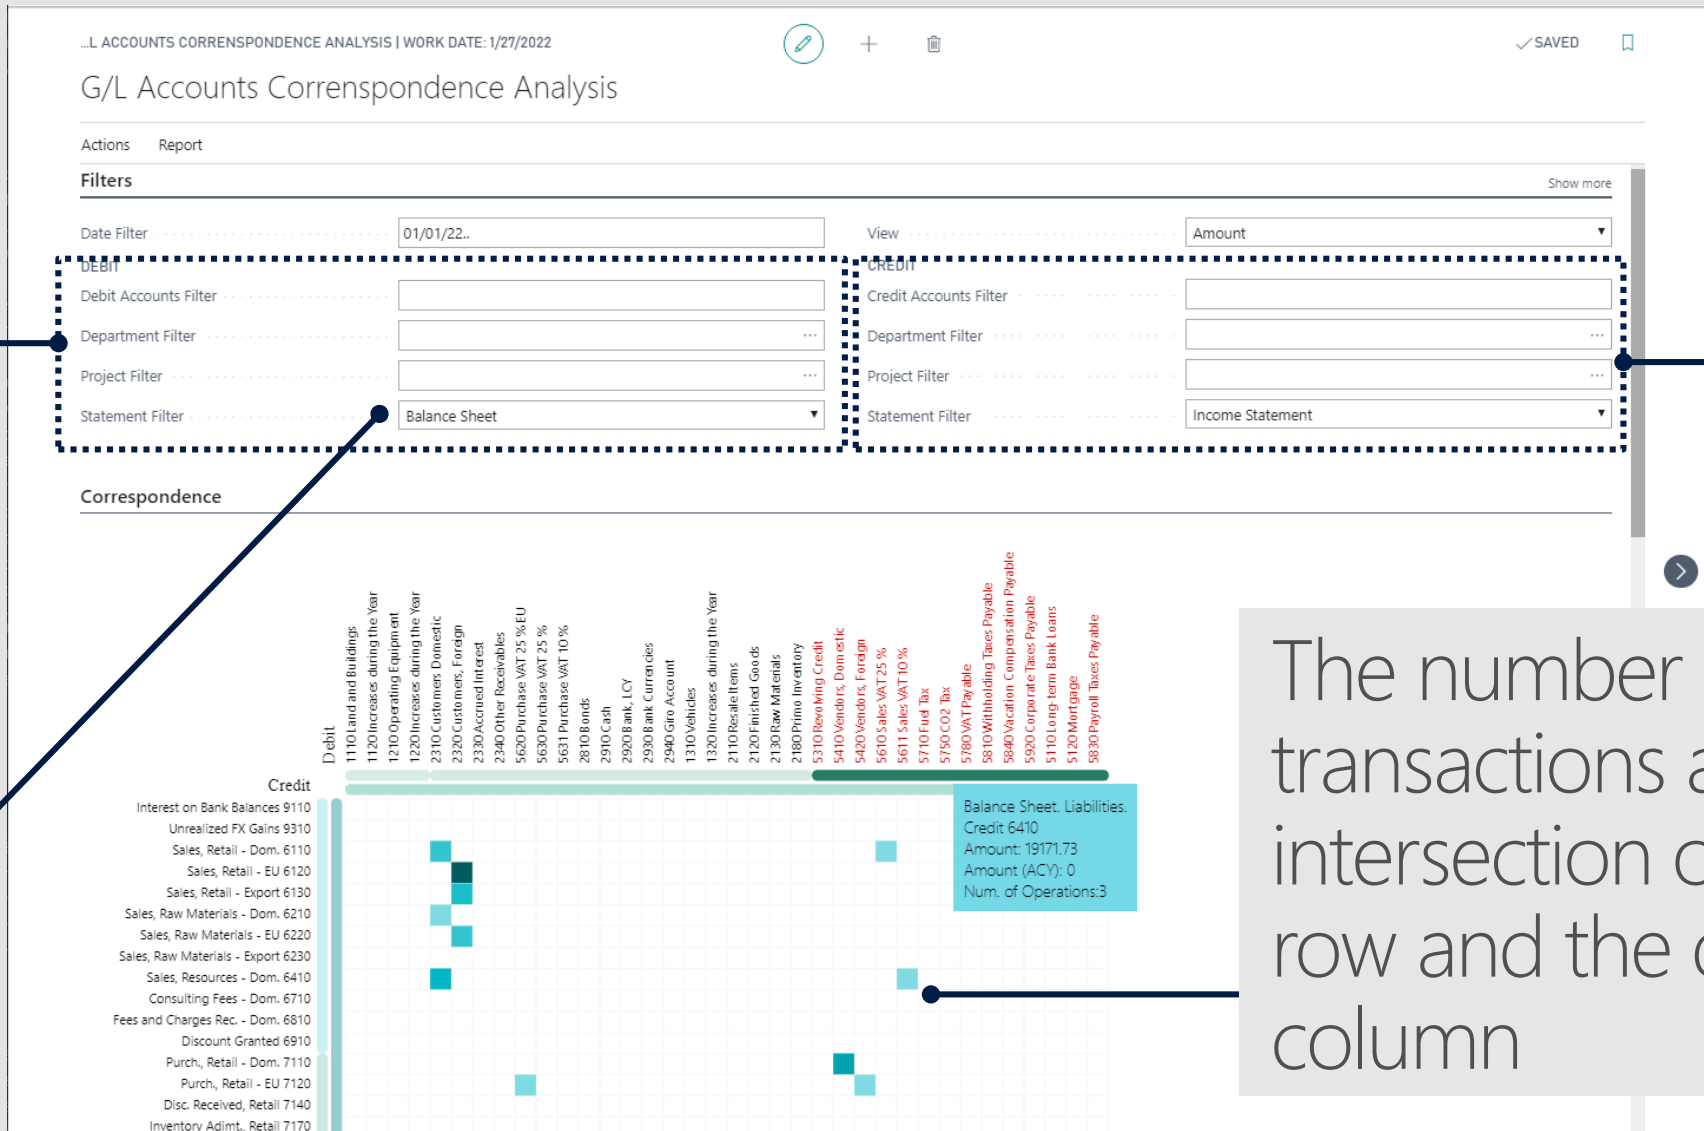 ...L ACCOUNTS CORRENSPONDENCE ANALYSIS | WORK DATE: 1/27/2022
SAVED
G/L Accounts Correnspondence Analysis
Actions Report
Filters
Show more
Date Filter 01/01/22..
View Amount
DEBIT
CREDIT
Debit Accounts Filter
Credit Accounts Filter
Department Filter ...
Department Filter ...
Project Filter ...
Project Filter ...
Statement Filter Balance Sheet
Statement Filter Income Statement
Correspondence
Debit
1110 Land and Buildings
1120 Increases during the Year
1210 Operating Equipment
1220 Increases during the Year
2310 Customers Domestic
2320 Customers, Foreign
2330 Accrued Interest
2340 Other Receivables
5620 Purchase VAT 25 % EU
5630 Purchase VAT 25 %
5631 Purchase VAT 10 %
2810 Bonds
2910 Cash
2920 Bank, LCY
2930 Bank Currencies
2940 Giro Account
1310 Vehicles
1320 Increases during the Year
2110 Resale Items
2120 Finished Goods
2130 Raw Materials
2180 Primo Inventory
5310 Revolving Credit
5410 Vendors, Domestic
5420 Vendors, Foreign
5610 Sales VAT 25 %
5611 Sales VAT 10 %
5710 Fuel Tax
5750 CO2 Tax
5780 VAT Payable
5810 Withholding Taxes Payable
5840 Vacation Compensation Payable
5920 Corporate Taxes Payable
5110 Long-term Bank Loans
5120 Mortgage
5830 Payroll Taxes Payable
Credit
Interest on Bank Balances 9110
Unrealized FX Gains 9310
Sales, Retail - Dom. 6110
Sales, Retail - EU 6120
Sales, Retail - Export 6130
Sales, Raw Materials - Dom. 6210
Sales, Raw Materials - EU 6220
Sales, Raw Materials - Export 6230
Sales, Resources - Dom. 6410
Consulting Fees - Dom. 6710
Fees and Charges Rec. - Dom. 6810
Discount Granted 6910
Purch., Retail - Dom. 7110
Purch., Retail - EU 7120
Disc. Received, Retail 7140
Inventory Adjmt., Retail 7170
Balance Sheet. Liabilities.
Credit 6410
Amount: 19171.73
Amount (ACY): 0
Num. of Operations:3
The number
transactions a
intersection o
row and the c
column